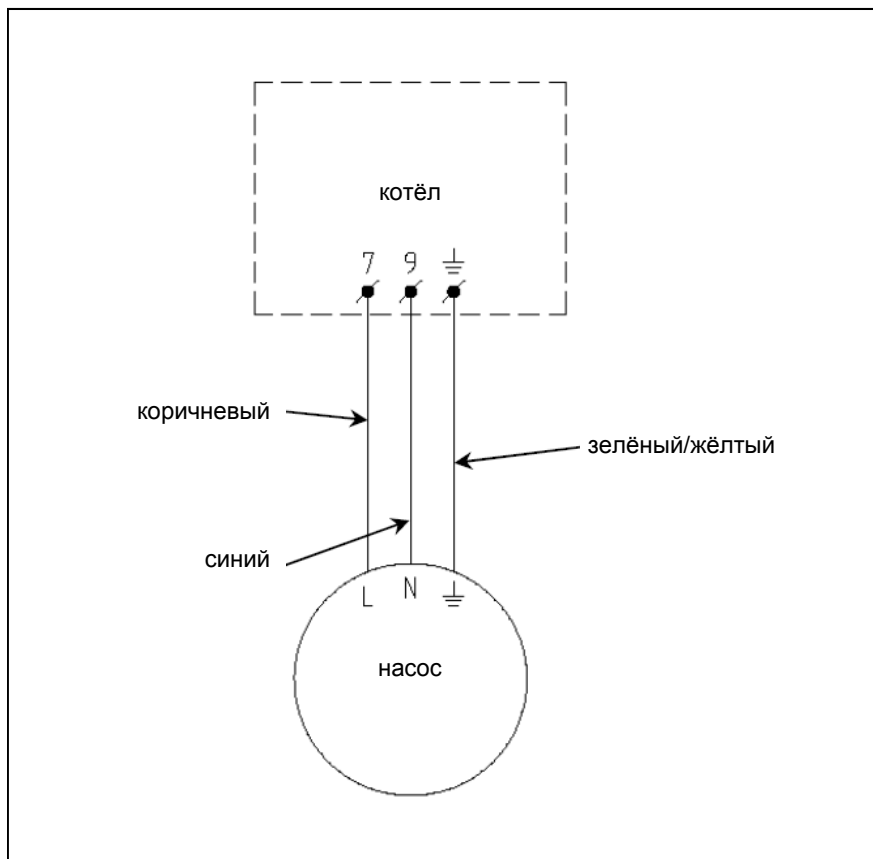 котёл
7 9
коричневый
зелёный/жёлтый
синий
L N
насос